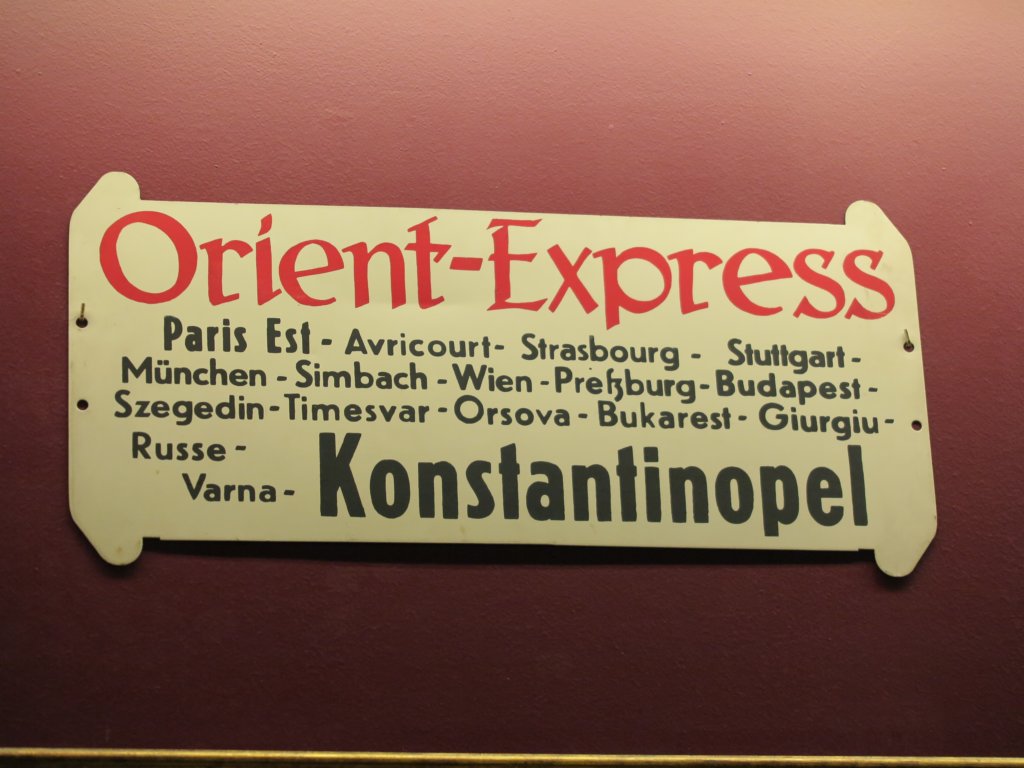 Orient-Express
Paris Est - Avricourt - Strasbourg - Stuttgart -
München - Simbach - Wien - Preßburg - Budapest -
Szegedin - Timesvar - Orsova - Bukarest - Giurgiu -
Russe -
Varna - Konstantinopel